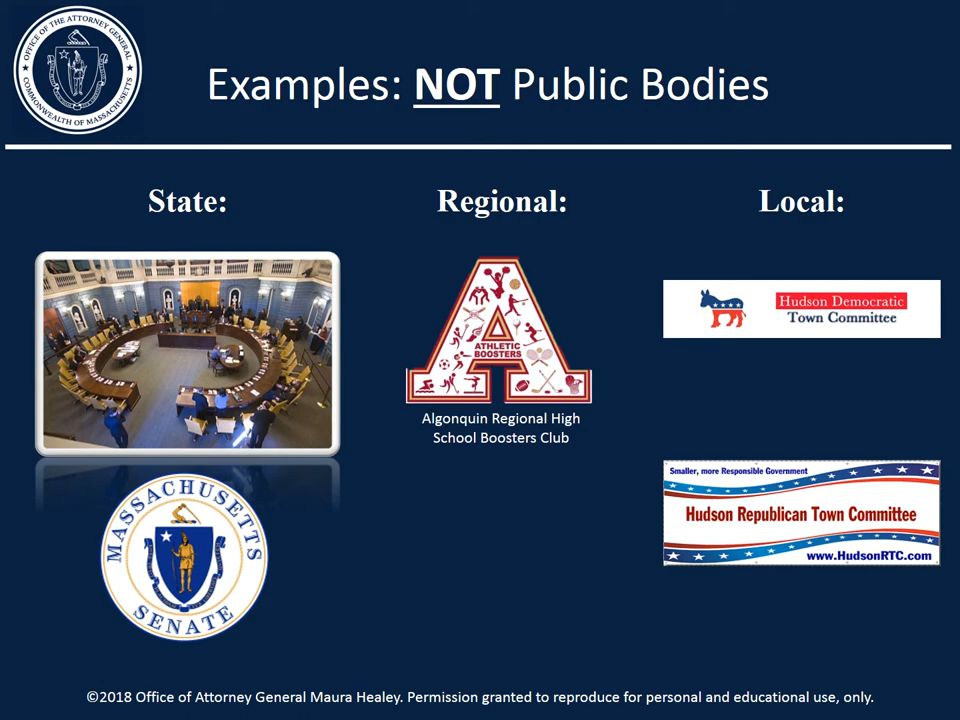 OFFICE OF THE ATTORNEY GENERAL
COMMONWEALTH OF MASSACHUSETTS
Examples: NOT Public Bodies
State:
Regional:
Local:
ATHLETIC
BOOSTERS
Algonquin Regional High
School Boosters Club
Hudson Democratic
Town Committee
Smaller, more Responsible Government
Hudson Republican Town Committee
www.HudsonRTC.com
MASSACHUSETTS
SENATE
©2018 Office of Attorney General Maura Healey. Permission granted to reproduce for personal and educational use, only.